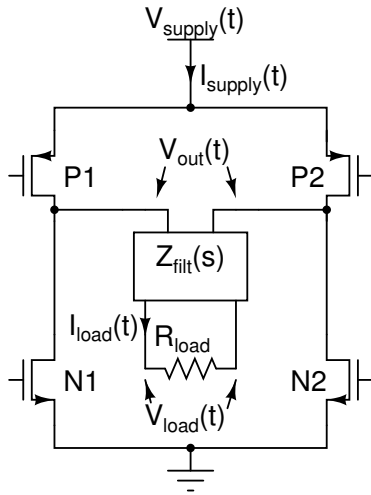 V_supply(t)
I_supply(t)
P1
V_out(t)
P2
Z_filt(s)
I_load(t)
R_load
N1
N2
V_load(t)